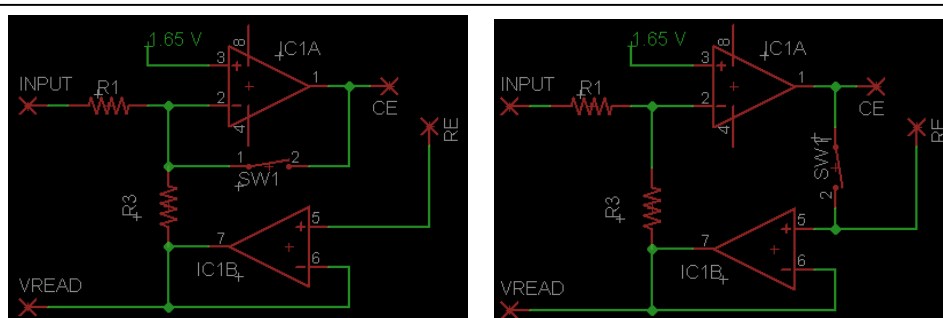 1.65 V
8
IC1A
3
1
INPUT
R1
2
4
CE
RE
1
2
SW1
R3
5
7
6
IC1B
VREAD
1.65 V
8
IC1A
3
1
INPUT
R1
2
4
CE
RE
1
SW1
2
R3
5
7
6
IC1B
VREAD